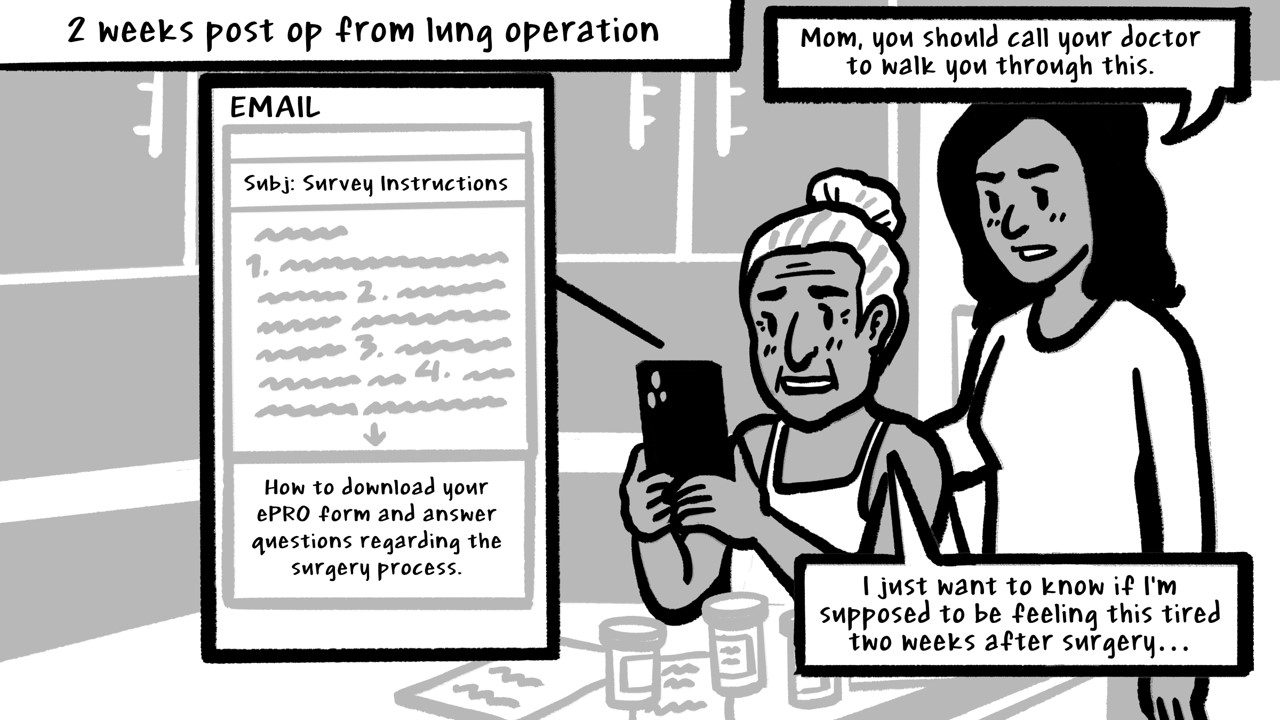 2 weeks post op from lung operation
Mom, you should call your doctor
to walk you through this.
EMAIL
Subj: Survey Instructions
1.
2.
3.
4.
How to download your
ePRO form and answer
questions regarding the
surgery process.
I just want to know if I'm
supposed to be feeling this tired
two weeks after surgery...